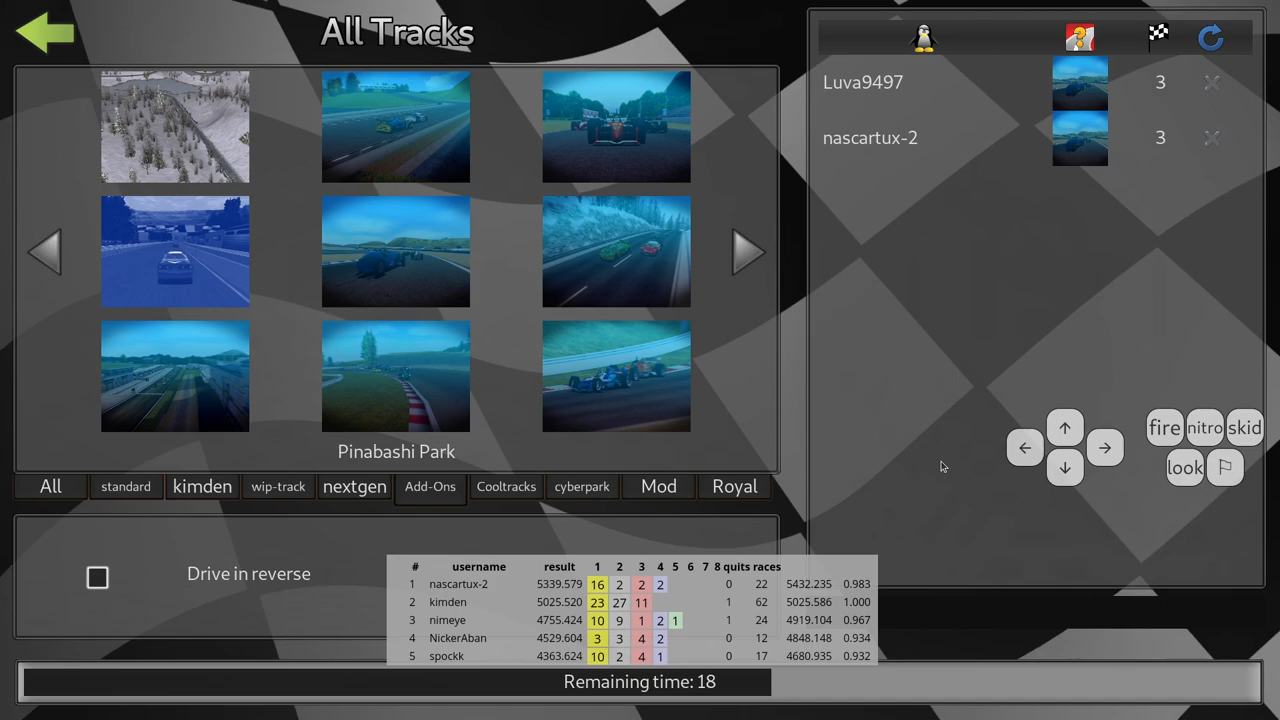 All Tracks
Luva9497 3
nascartux-2 3
Pinabashi Park
All standard kimden wip-track nextgen Add-Ons Cooltracks cyberpark Mod Royal
fire nitro skid
look
Drive in reverse
# username result 1 2 3 4 5 6 7 8 quits races
1 nascartux-2 5339.579 16 2 2 2 0 22 5432.235 0.983
2 kimden 5025.520 23 27 11 1 62 5025.586 1.000
3 nimeye 4755.424 10 9 1 2 1 1 24 4919.104 0.967
4 NickerAban 4529.604 3 3 4 2 0 12 4848.148 0.934
5 spockk 4363.624 10 2 4 1 0 17 4680.935 0.932
Remaining time: 18